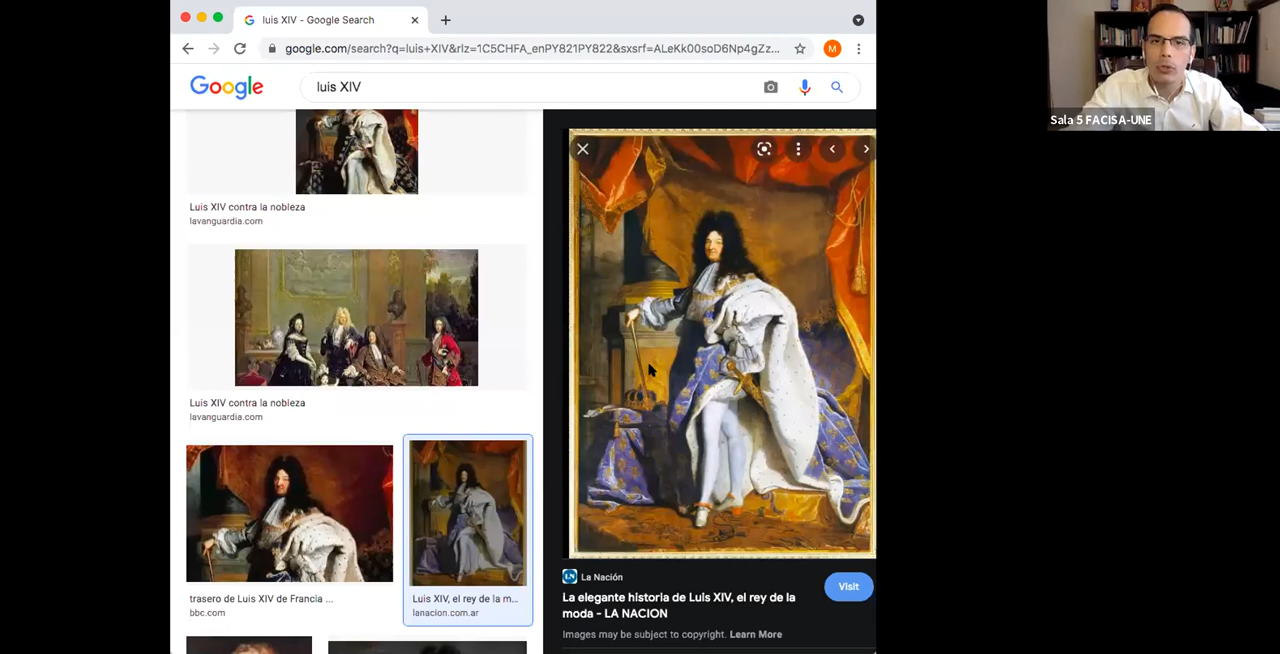 luis XIV - Google Search
google.com/search?q=luis+XIV&rlz=1C5CHFA_enPY821PY822&sxsrf=ALeKk00soD6Np4gZz...
M
Google
luis XIV
Sala 5 FACISA-UNE
Luis XIV contra la nobleza
lavanguardia.com
Luis XIV contra la nobleza
lavanguardia.com
trasero de Luis XIV de Francia ...
bbc.com
Luis XIV, el rey de la m...
lanacion.com.ar
LN La Nación
Visit
La elegante historia de Luis XIV, el rey de la
moda - LA NACION
Images may be subject to copyright. Learn More